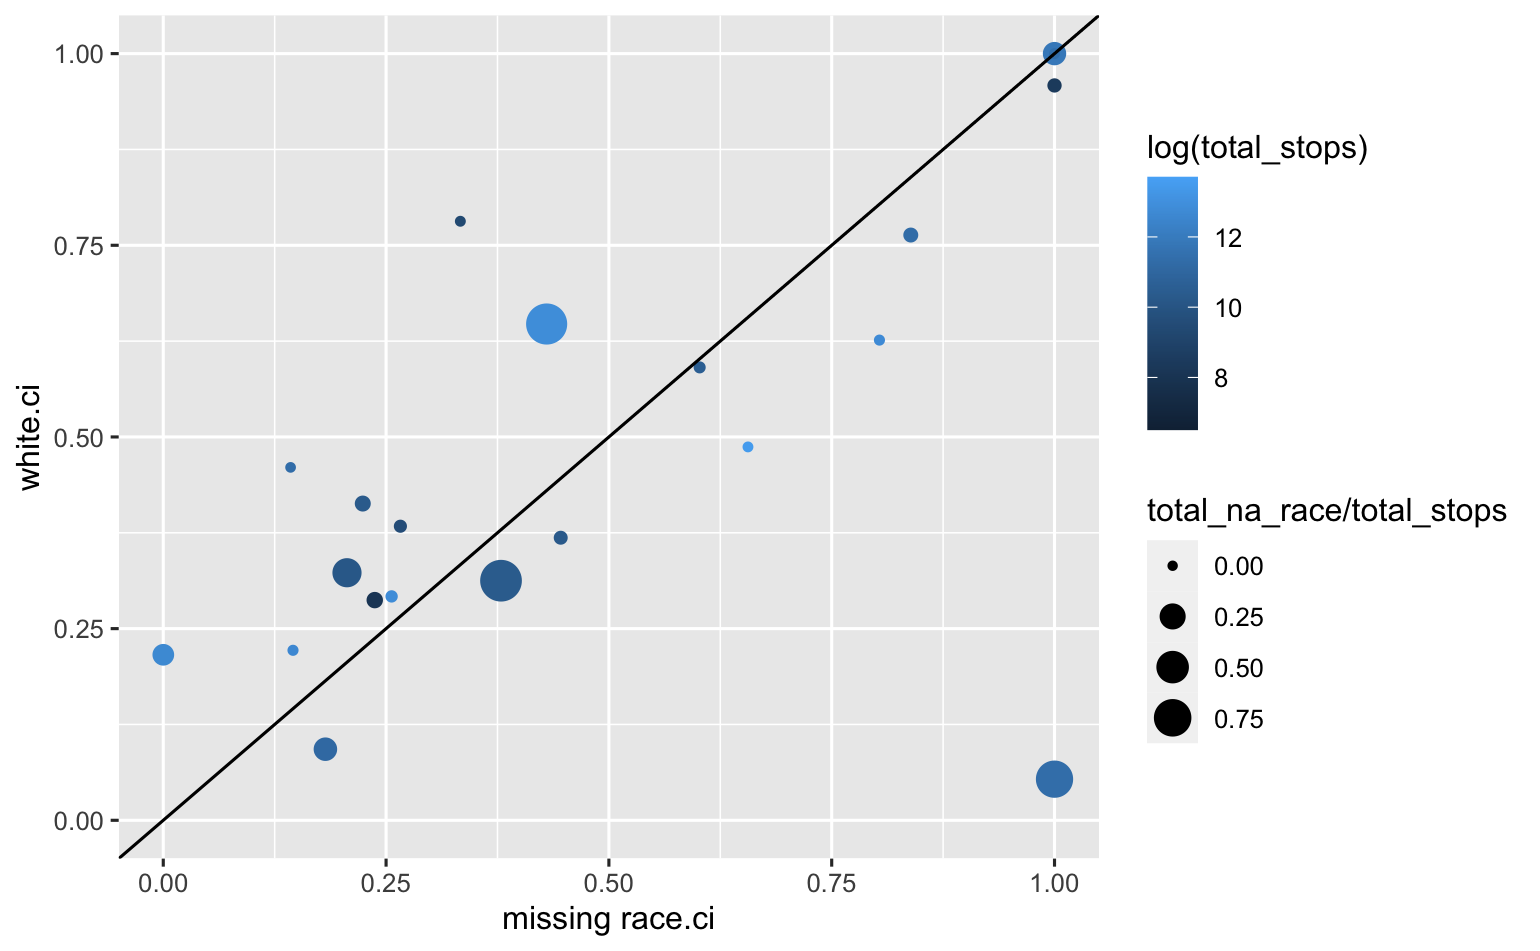 1.00
0.75
0.50
0.25
0.00
white.ci
0.00 0.25 0.50 0.75 1.00
missing race.ci
log(total_stops)
12
10
8
total_na_race/total_stops
0.00
0.25
0.50
0.75